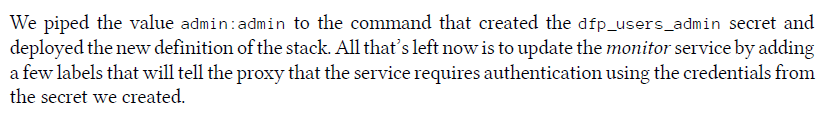 We piped the value admin:admin to the command that created the dfp_users_admin secret and
deployed the new definition of the stack. All that’s left now is to update the monitor service by adding
a few labels that will tell the proxy that the service requires authentication using the credentials from
the secret we created.